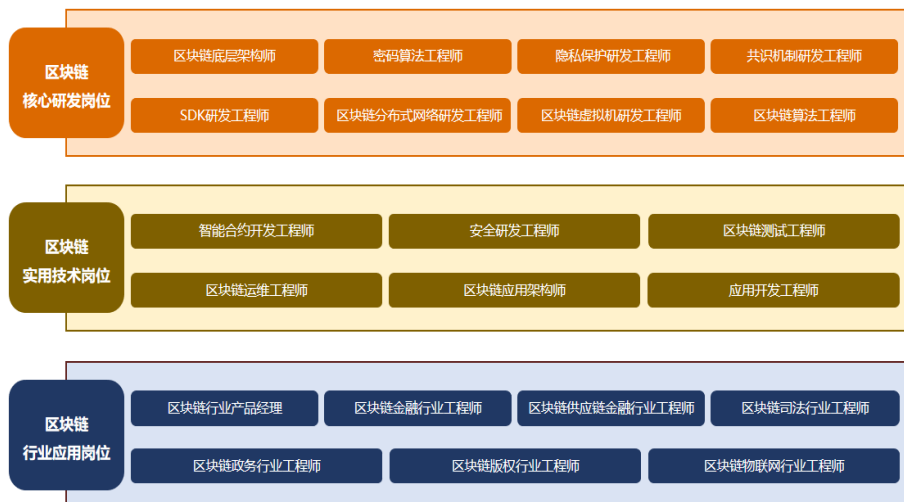 区块链
核心研发岗位
区块链底层架构师
密码算法工程师
隐私保护研发工程师
共识机制研发工程师
SDK研发工程师
区块链分布式网络研发工程师
区块链虚拟机研发工程师
区块链算法工程师
区块链
实用技术岗位
智能合约开发工程师
安全研发工程师
区块链测试工程师
区块链运维工程师
区块链应用架构师
应用开发工程师
区块链
行业应用岗位
区块链行业产品经理
区块链金融行业工程师
区块链供应链金融行业工程师
区块链司法行业工程师
区块链政务行业工程师
区块链版权行业工程师
区块链物联网行业工程师